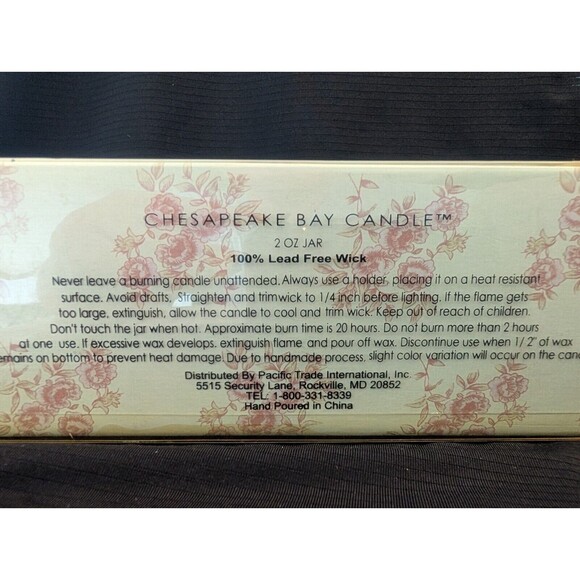 CHESAPEAKE BAY CANDLE™
2 OZ JAR
100% Lead Free Wick
Never leave a burning candle unattended. Always use a holder, placing it on a heat resistant
surface. Avoid drafts, Straighten and trim wick to 1/4 inch before lighting. If the flame gets
too large, extinguish, allow the candle to cool and trim wick. Keep out of reach of children.
Don't touch the jar when hot. Approximate burn time is 20 hours. Do not burn more than 2 hours
at one use. If excessive wax develops, extinguish flame and pour off wax. Discontinue use when 1/2" of wax
emains on bottom to prevent heat damage. Due to handmade process, slight color variation will occur on the cand
Distributed By Pacific Trade International, Inc.
5515 Security Lane, Rockville, MD 20852
TEL: 1-800-331-8339
Hand Poured in China